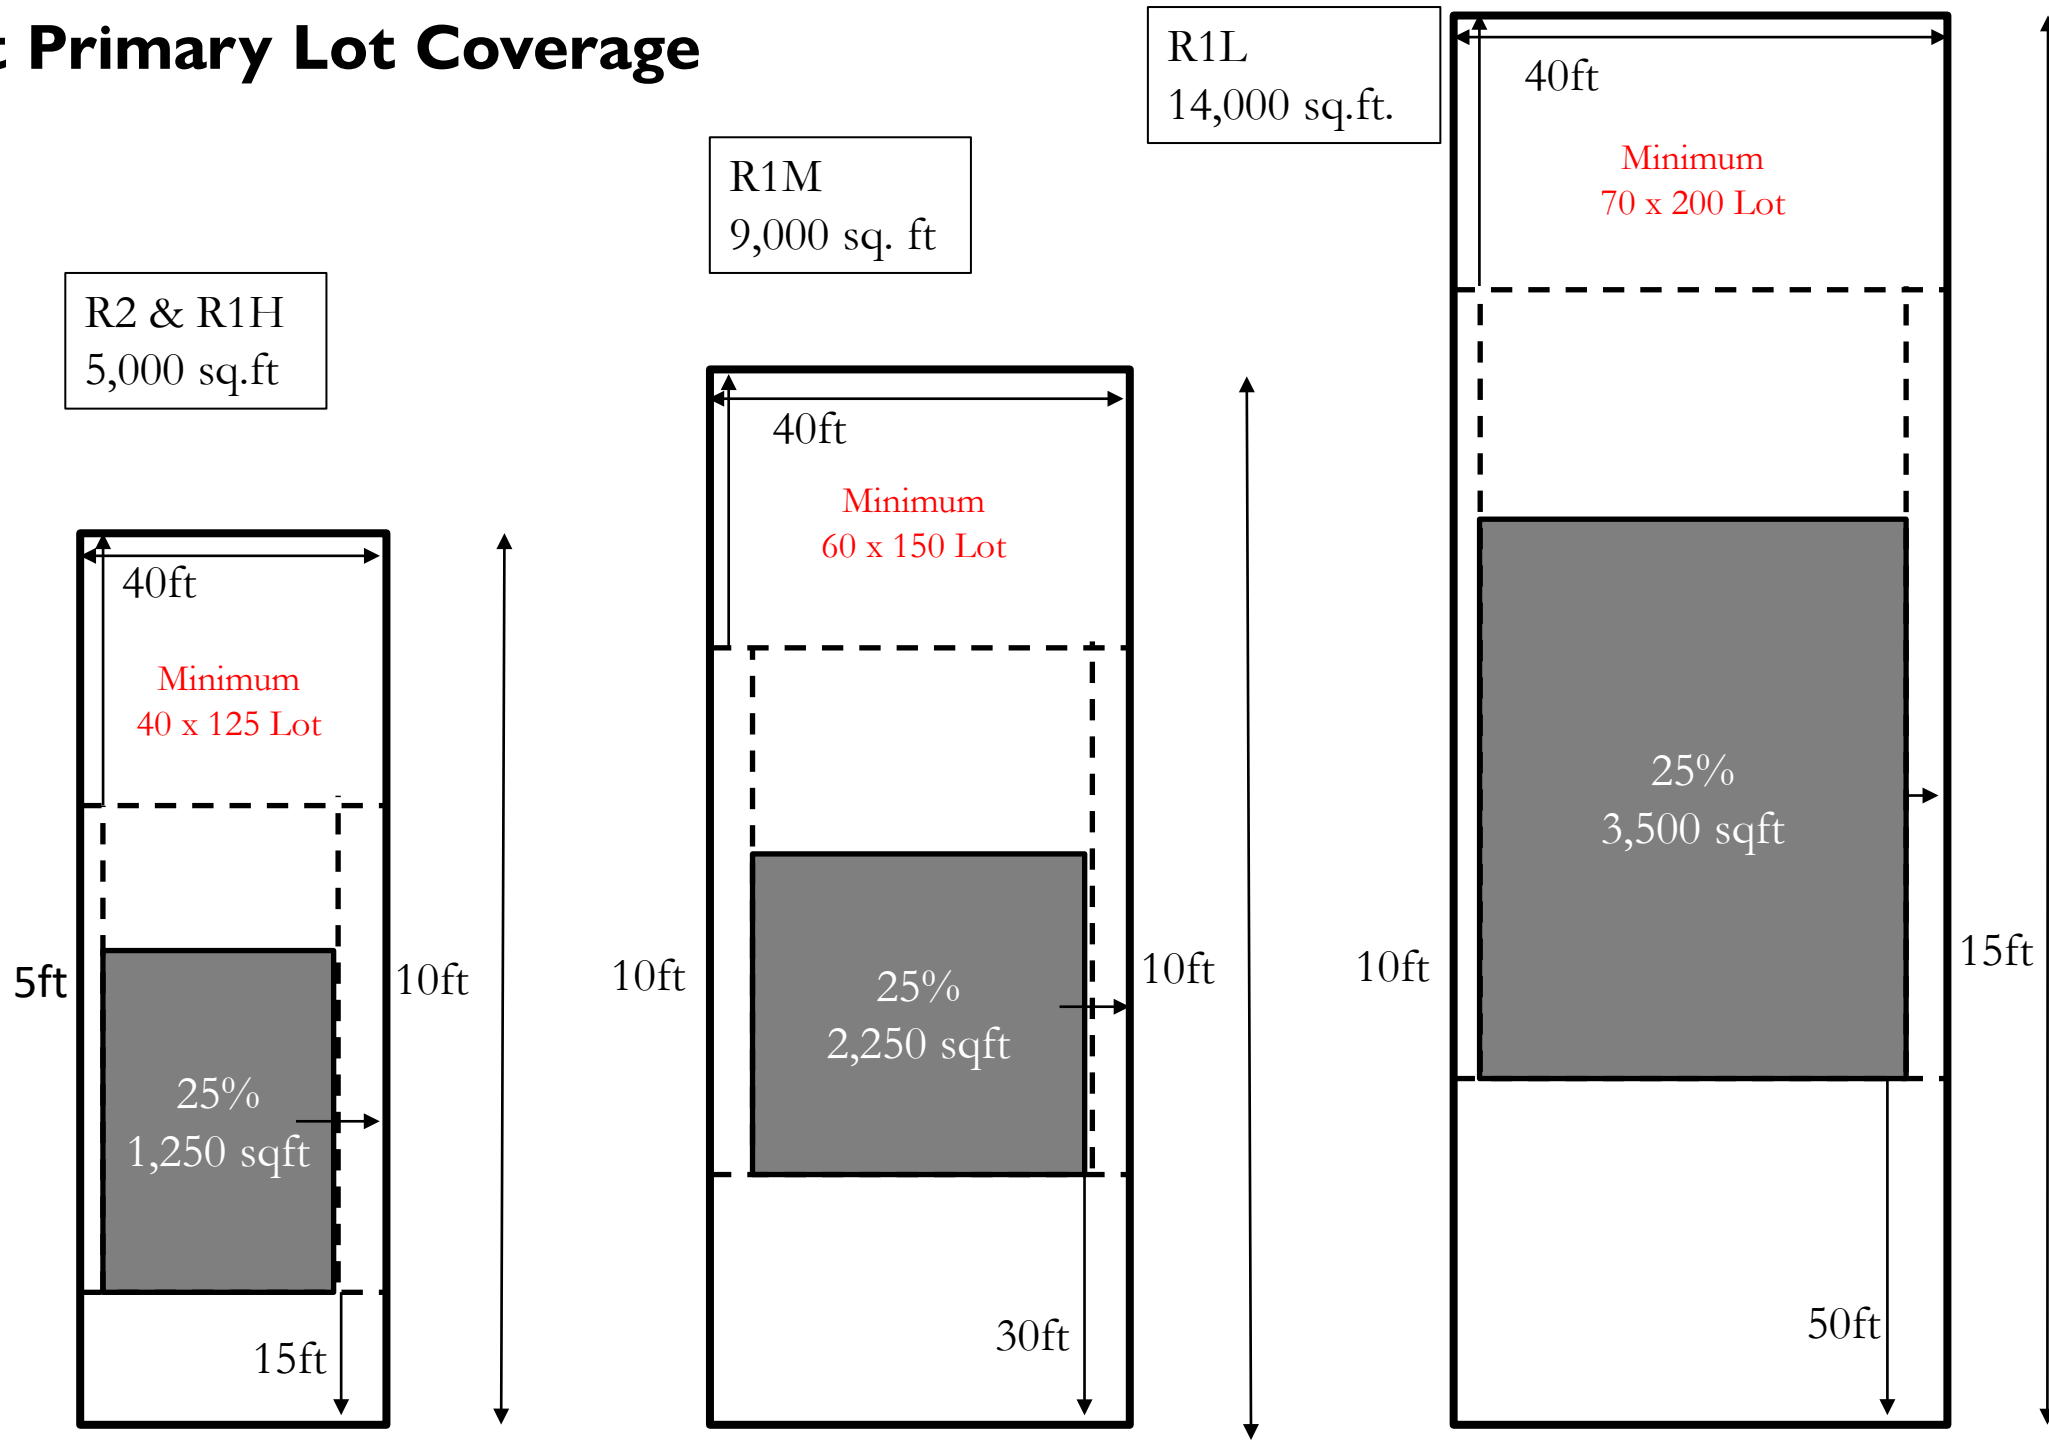 t Primary Lot Coverage
R2 & R1H
5,000 sq.ft
40ft
Minimum
40 x 125 Lot
5ft
10ft
25%
1,250 sqft
15ft
R1M
9,000 sq. ft
40ft
Minimum
60 x 150 Lot
10ft
10ft
25%
2,250 sqft
30ft
R1L
14,000 sq.ft.
40ft
Minimum
70 x 200 Lot
25%
3,500 sqft
10ft
15ft
50ft